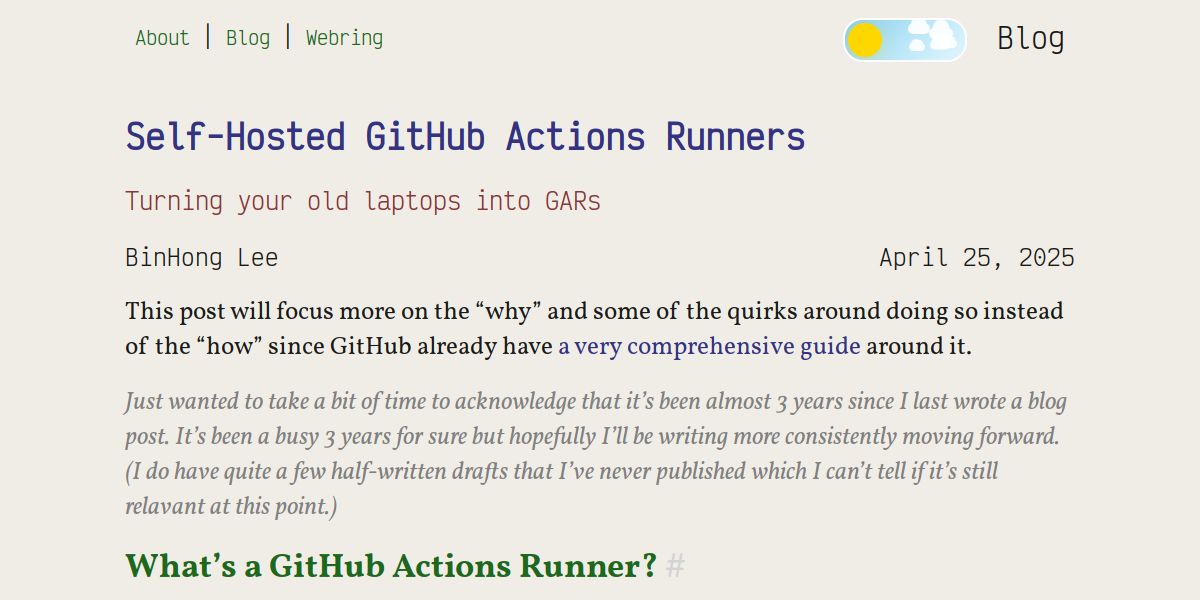 About | Blog | Webring
Blog
Self-Hosted GitHub Actions Runners
Turning your old laptops into GARs
BinHong Lee
April 25, 2025
This post will focus more on the “why” and some of the quirks around doing so instead
of the “how” since GitHub already have a very comprehensive guide around it.
Just wanted to take a bit of time to acknowledge that it’s been almost 3 years since I last wrote a blog
post. It’s been a busy 3 years for sure but hopefully I’ll be writing more consistently moving forward.
(I do have quite a few half-written drafts that I’ve never published which I can’t tell if it’s still
relavant at this point.)
What’s a GitHub Actions Runner? #